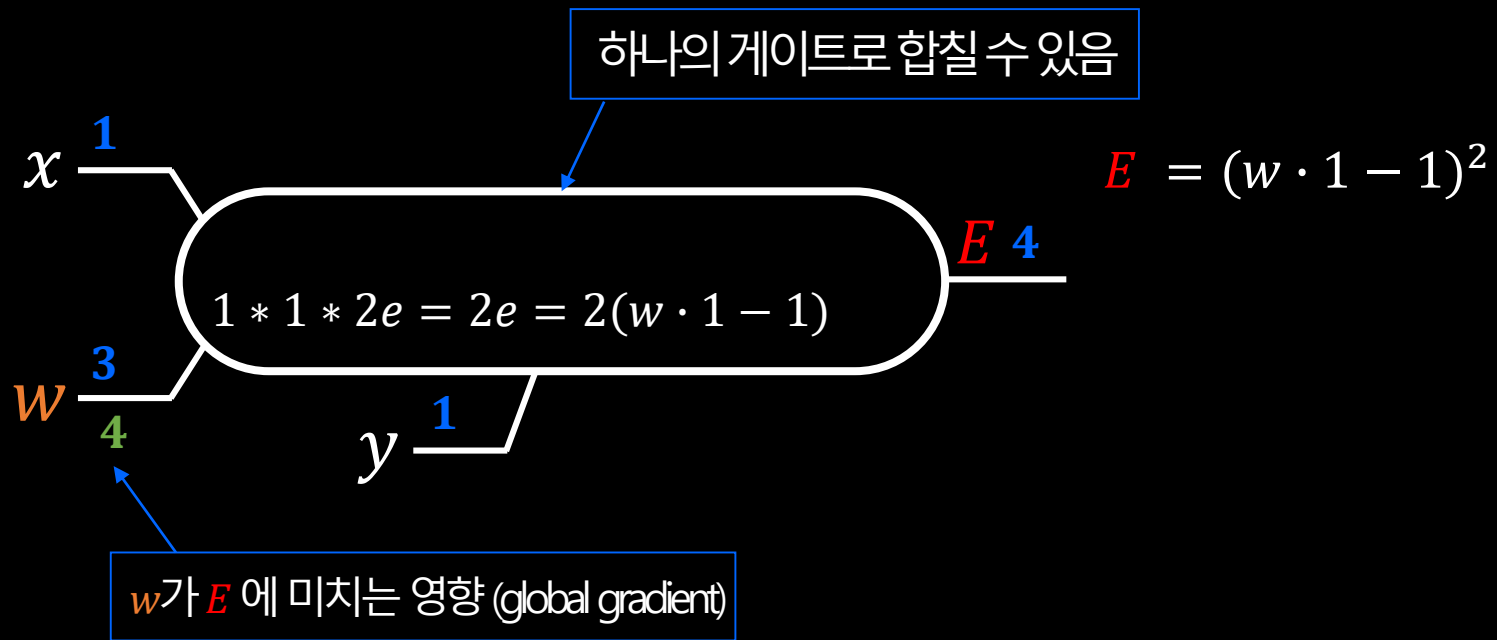 하나의 게이트로 합칠 수 있음
x 1
E = (w · 1 − 1)²
E 4
1 * 1 * 2e = 2e = 2(w · 1 − 1)
w 3
4
y 1
w가 E 에 미치는 영향 (global gradient)